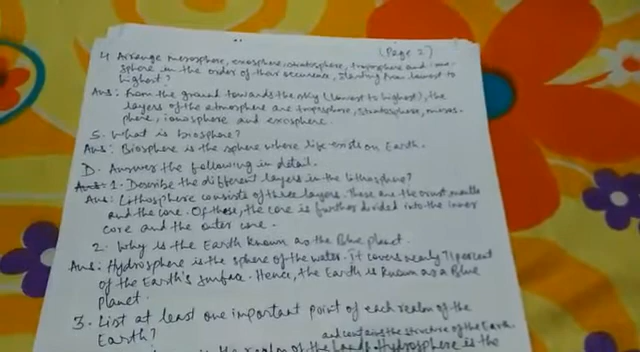 (Page 2)
4 Arrange mesosphere, exosphere, stratosphere, troposphere and iono-
sphere in the order of their occurence, starting from lowest to
highest?
Ans: From the ground towards the sky (lowest to highest), the
layers of the atmosphere are troposphere, stratosphere, mesos-
phere, ionosphere and exosphere.
5. What is biosphere?
Ans: Biosphere is the sphere where life exists on Earth.
D. Answer the following in detail.
Ans: 1. Describe the different layers in the lithosphere?
Ans: Lithosphere consists of three layers. These are the crust, mantle
and the core. Of these, the core is further divided into the inner
core and the outer core.
2. Why is the Earth known as the Blue planet.
Ans: Hydrosphere is the sphere of the water. It covers nearly 71 percent
of the Earth's surface. Hence, the Earth is known as a Blue
planet.
3. List at least one important point of each realm of the
Earth?
and contains the structure of the Earth.
the realm of the Land. Hydrosphere is the